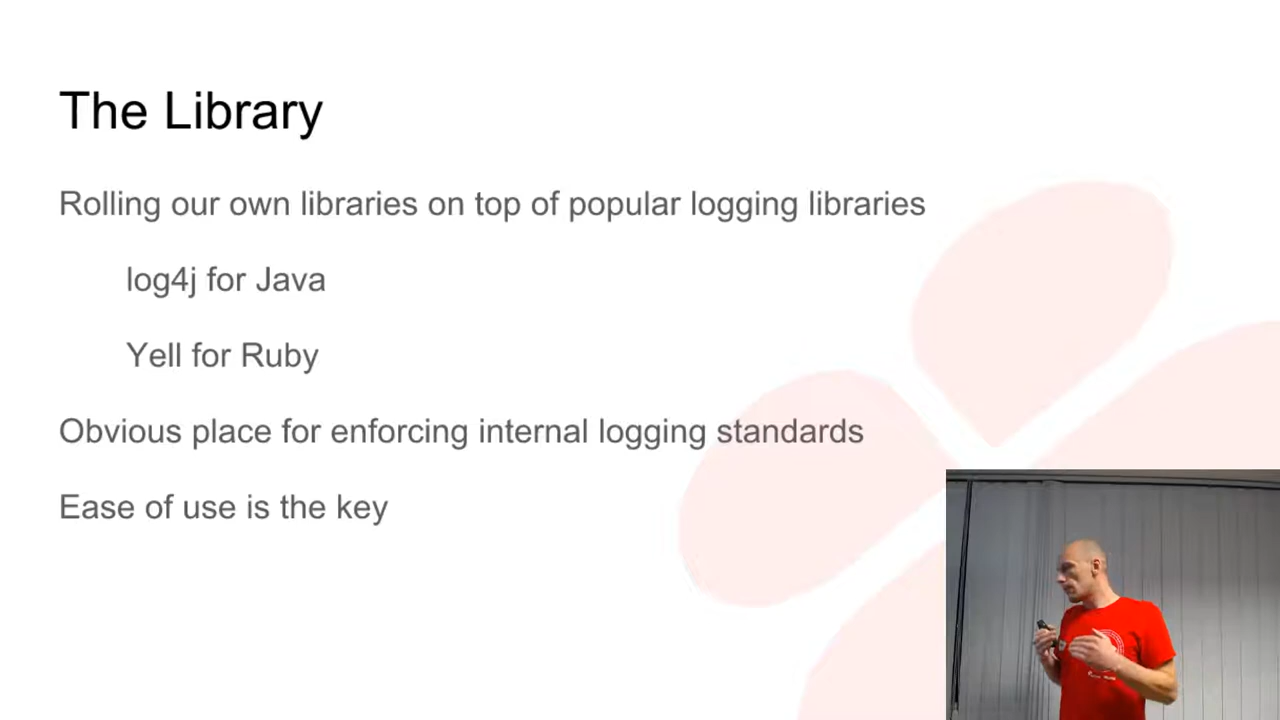 The Library
Rolling our own libraries on top of popular logging libraries
log4j for Java
Yell for Ruby
Obvious place for enforcing internal logging standards
Ease of use is the key